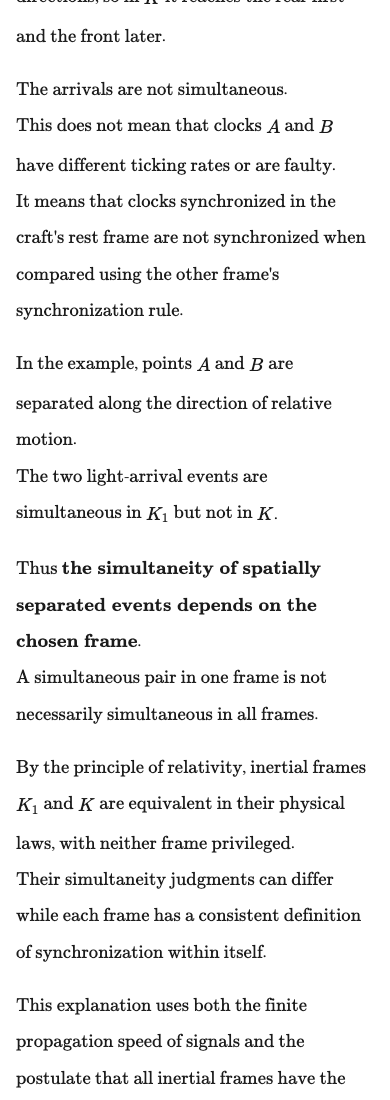 and the front later.
The arrivals are not simultaneous.
This does not mean that clocks A and B
have different ticking rates or are faulty.
It means that clocks synchronized in the
craft's rest frame are not synchronized when
compared using the other frame's
synchronization rule.
In the example, points A and B are
separated along the direction of relative
motion.
The two light-arrival events are
simultaneous in K₁ but not in K.
Thus the simultaneity of spatially
separated events depends on the
chosen frame.
A simultaneous pair in one frame is not
necessarily simultaneous in all frames.
By the principle of relativity, inertial frames
K₁ and K are equivalent in their physical
laws, with neither frame privileged.
Their simultaneity judgments can differ
while each frame has a consistent definition
of synchronization within itself.
This explanation uses both the finite
propagation speed of signals and the
postulate that all inertial frames have the